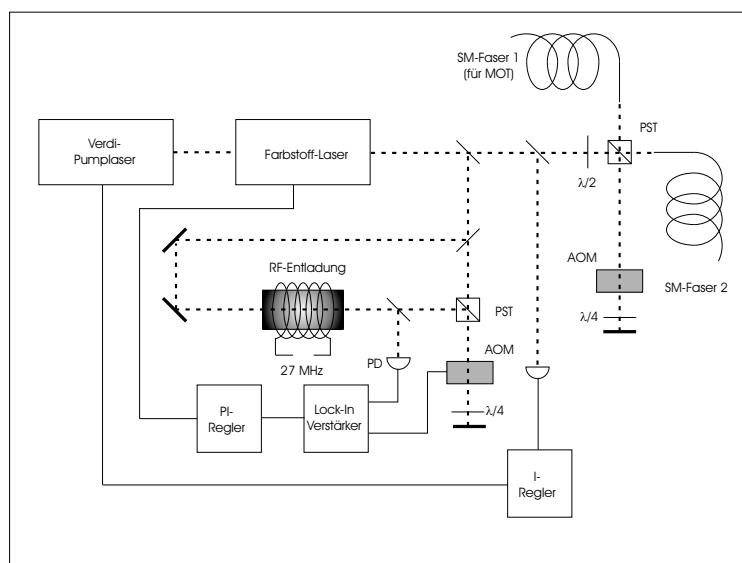 SM-Faser 1
(für MOT)
PST
Verdi-
Pumplaser
Farbstoff-Laser
λ/2
AOM
SM-Faser 2
RF-Entladung
PST
λ/4
27 MHz
PD
AOM
PI-
Regler
Lock-In
Verstärker
λ/4
I-
Regler